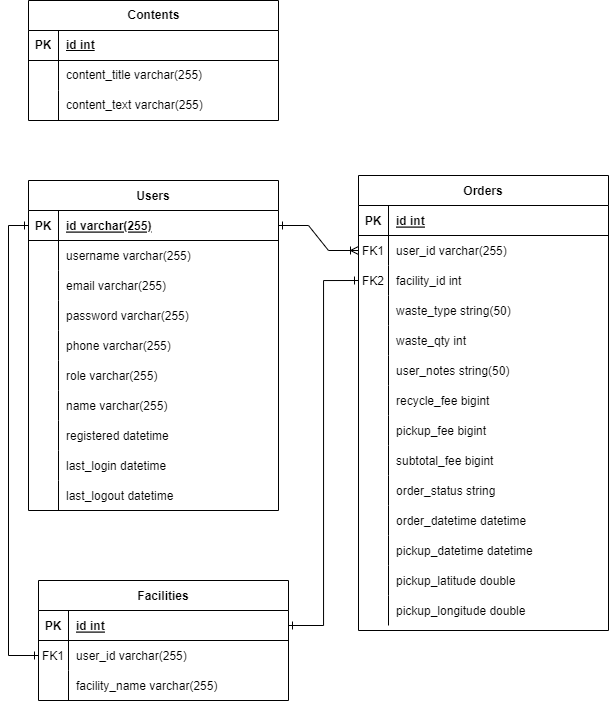 Contents
PK id int
content_title varchar(255)
content_text varchar(255)
Users
PK id varchar(255)
username varchar(255)
email varchar(255)
password varchar(255)
phone varchar(255)
role varchar(255)
name varchar(255)
registered datetime
last_login datetime
last_logout datetime
Orders
PK id int
FK1 user_id varchar(255)
FK2 facility_id int
waste_type string(50)
waste_qty int
user_notes string(50)
recycle_fee bigint
pickup_fee bigint
subtotal_fee bigint
order_status string
order_datetime datetime
pickup_datetime datetime
pickup_latitude double
pickup_longitude double
Facilities
PK id int
FK1 user_id varchar(255)
facility_name varchar(255)